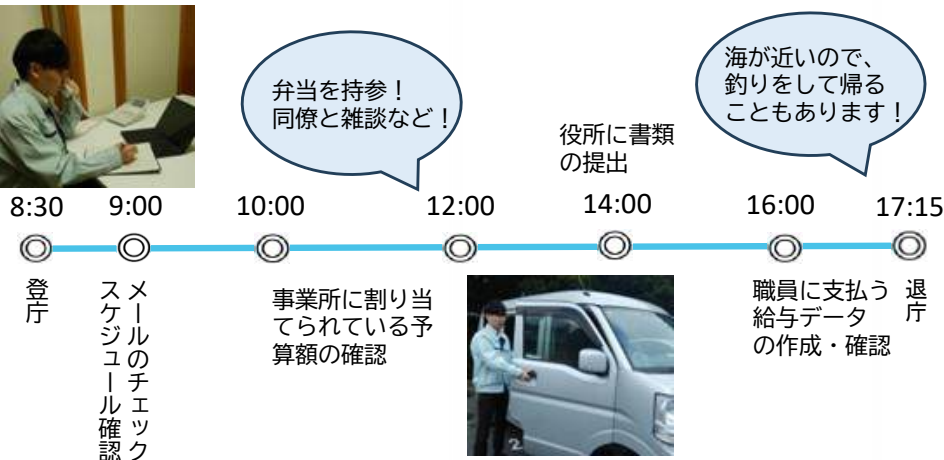 弁当を持参！
同僚と雑談など！
海が近いので、
釣りをして帰る
こともあります！
役所に書類
の提出
8:30
9:00
10:00
12:00
14:00
16:00
17:15
登庁
メールのチェック
スケジュール確認
事業所に割り当
てられている予
算額の確認
職員に支払う
給与データ
の作成・確認
退庁
2